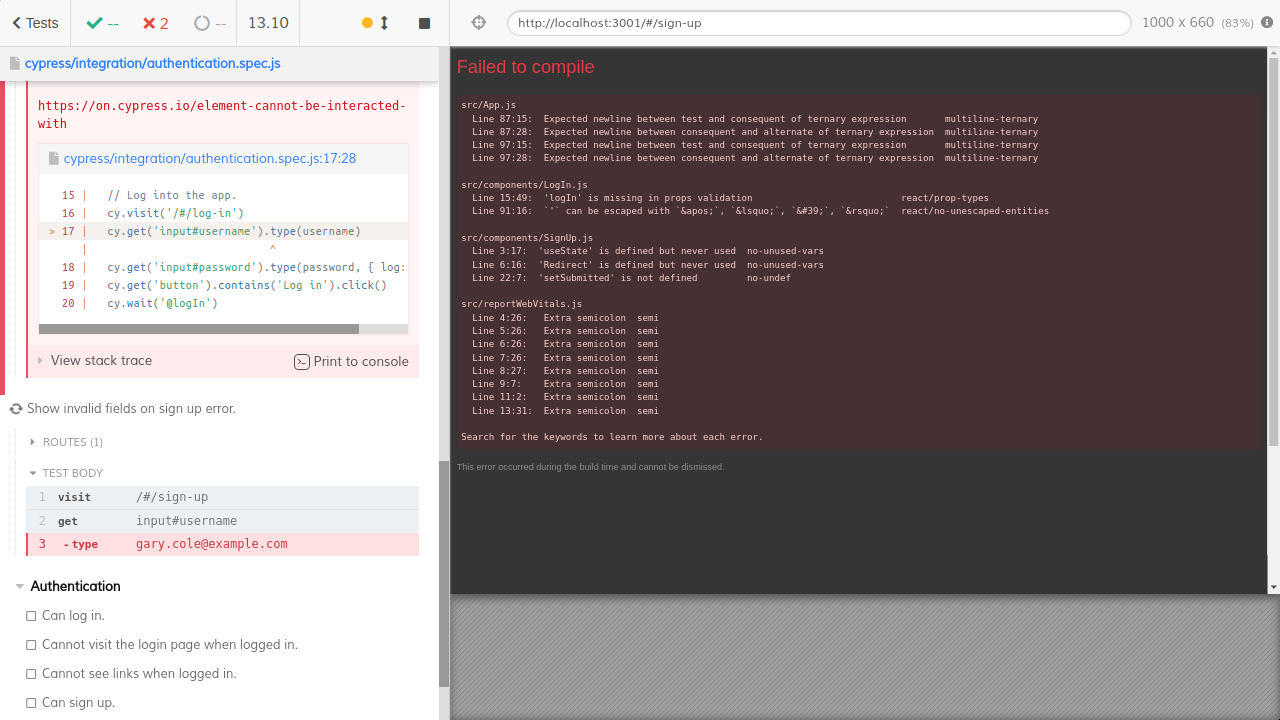 Tests
--
2
--
13.10
http://localhost:3001/#/sign-up
1000 x 660 (83%)
cypress/integration/authentication.spec.js
https://on.cypress.io/element-cannot-be-interacted-
with
cypress/integration/authentication.spec.js:17:28
15 |   // Log into the app.
16 |   cy.visit('/#/log-in')
> 17 |   cy.get('input#username').type(username)
|                            ^
18 |   cy.get('input#password').type(password, { log:
19 |   cy.get('button').contains('Log in').click()
20 |   cy.wait('@logIn')
View stack trace
Print to console
Show invalid fields on sign up error.
ROUTES (1)
TEST BODY
1 visit /#/sign-up
2 get input#username
3 -type gary.cole@example.com
Authentication
Can log in.
Cannot visit the login page when logged in.
Cannot see links when logged in.
Can sign up.
Failed to compile
src/App.js
Line 87:15:  Expected newline between test and consequent of ternary expression       multiline-ternary
Line 87:28:  Expected newline between consequent and alternate of ternary expression  multiline-ternary
Line 97:15:  Expected newline between test and consequent of ternary expression       multiline-ternary
Line 97:28:  Expected newline between consequent and alternate of ternary expression  multiline-ternary
src/components/LogIn.js
Line 15:49:  'logIn' is missing in props validation                           react/prop-types
Line 91:16:  `'` can be escaped with `&apos;`, `&lsquo;`, `&#39;`, `&rsquo;`  react/no-unescaped-entities
src/components/SignUp.js
Line 3:17:  'useState' is defined but never used  no-unused-vars
Line 6:16:  'Redirect' is defined but never used  no-unused-vars
Line 22:7:  'setSubmitted' is not defined         no-undef
src/reportWebVitals.js
Line 4:26:   Extra semicolon  semi
Line 5:26:   Extra semicolon  semi
Line 6:26:   Extra semicolon  semi
Line 7:26:   Extra semicolon  semi
Line 8:27:   Extra semicolon  semi
Line 9:7:    Extra semicolon  semi
Line 11:2:   Extra semicolon  semi
Line 13:31:  Extra semicolon  semi
Search for the keywords to learn more about each error.
This error occurred during the build time and cannot be dismissed.